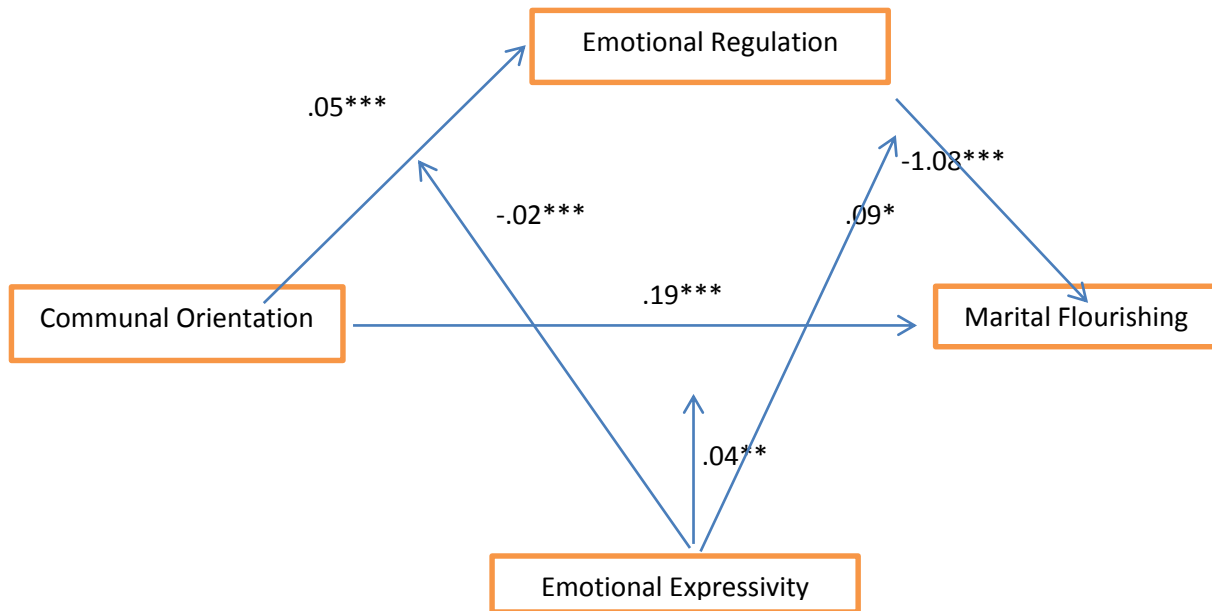 Emotional Regulation
.05***
-1.08***
-.02***
.09*
.19***
Communal Orientation
Marital Flourishing
.04**
Emotional Expressivity